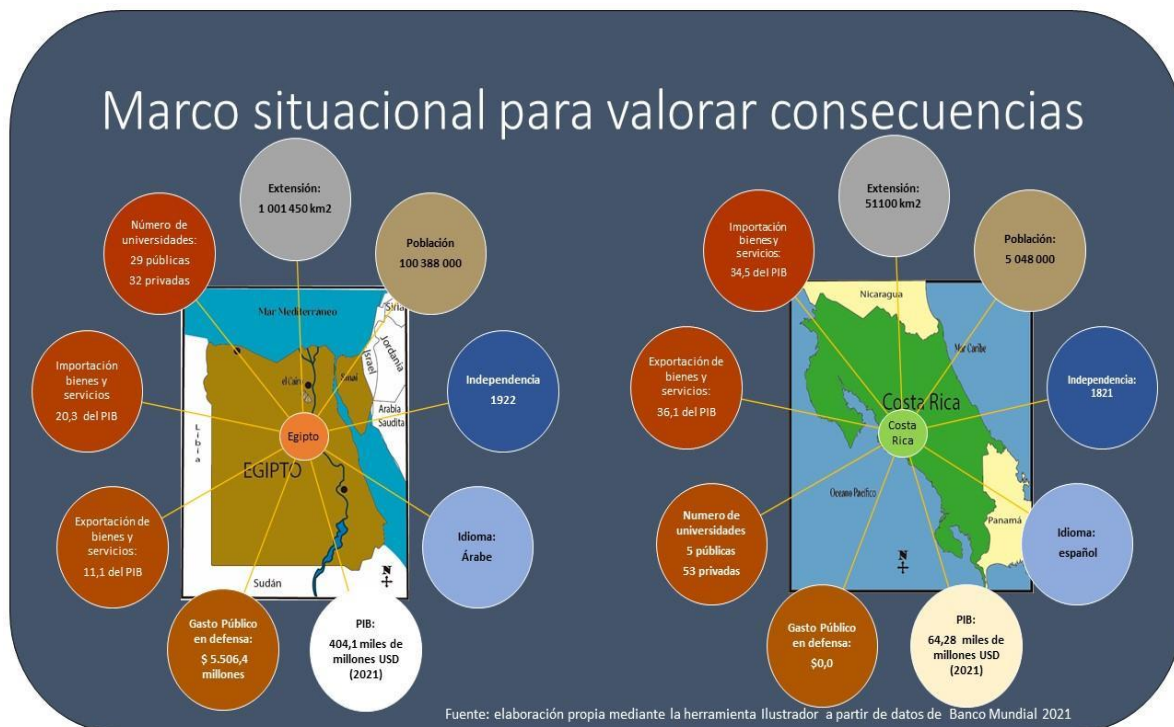 Marco situacional para valorar consecuencias
Extensión:
1 001 450 km2
Número de
universidades:
29 públicas
32 privadas
Población
100 388 000
Importación
bienes y
servicios
20,3 del PIB
Independencia
1922
Exportación de
bienes y
servicios:
11,1 del PIB
Idioma:
Árabe
Gasto Público
en defensa:
$ 5.506,4
millones
PIB:
404,1 miles de
millones USD
(2021)
Mar Mediterráneo
Siria
Jordania
Israel
el Cairo
Sinaí
Arabia
Saudita
Libia
Egipto
EGIPTO
Sudán
N
Extensión:
51100 km2
Importación
bienes y
servicios:
34,5 del PIB
Población:
5 048 000
Exportación de
bienes y
servicios:
36,1 del PIB
Independencia:
1821
Numero de
universidades
5 públicas
53 privadas
Idioma:
español
Gasto Público
en defensa:
$0,0
PIB:
64,28 miles de
millones USD
(2021)
Nicaragua
Mar Caribe
Costa Rica
Costa
Rica
Oceano Pacífico
Panamá
N
Fuente: elaboración propia mediante la herramienta Ilustrador a partir de datos de Banco Mundial 2021